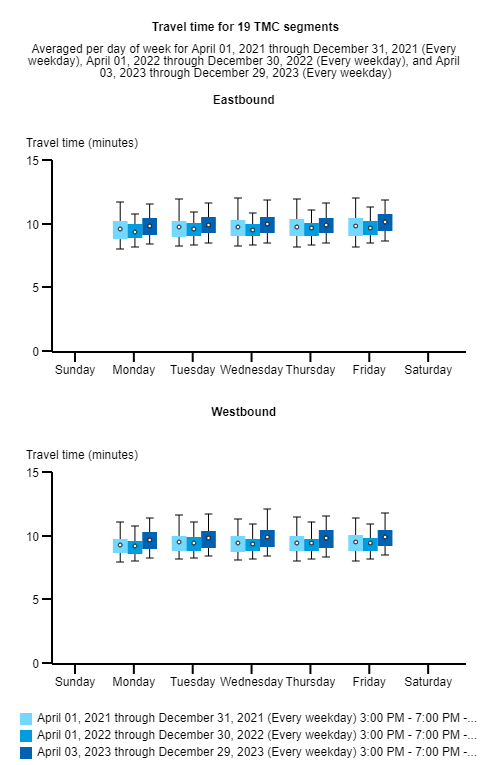 Travel time for 19 TMC segments
Averaged per day of week for April 01, 2021 through December 31, 2021 (Every
weekday), April 01, 2022 through December 30, 2022 (Every weekday), and April
03, 2023 through December 29, 2023 (Every weekday)
Eastbound
Travel time (minutes)
15
10
5
0
Sunday Monday Tuesday Wednesday Thursday Friday Saturday
Westbound
Travel time (minutes)
15
10
5
0
Sunday Monday Tuesday Wednesday Thursday Friday Saturday
April 01, 2021 through December 31, 2021 (Every weekday) 3:00 PM - 7:00 PM -...
April 01, 2022 through December 30, 2022 (Every weekday) 3:00 PM - 7:00 PM -...
April 03, 2023 through December 29, 2023 (Every weekday) 3:00 PM - 7:00 PM -...